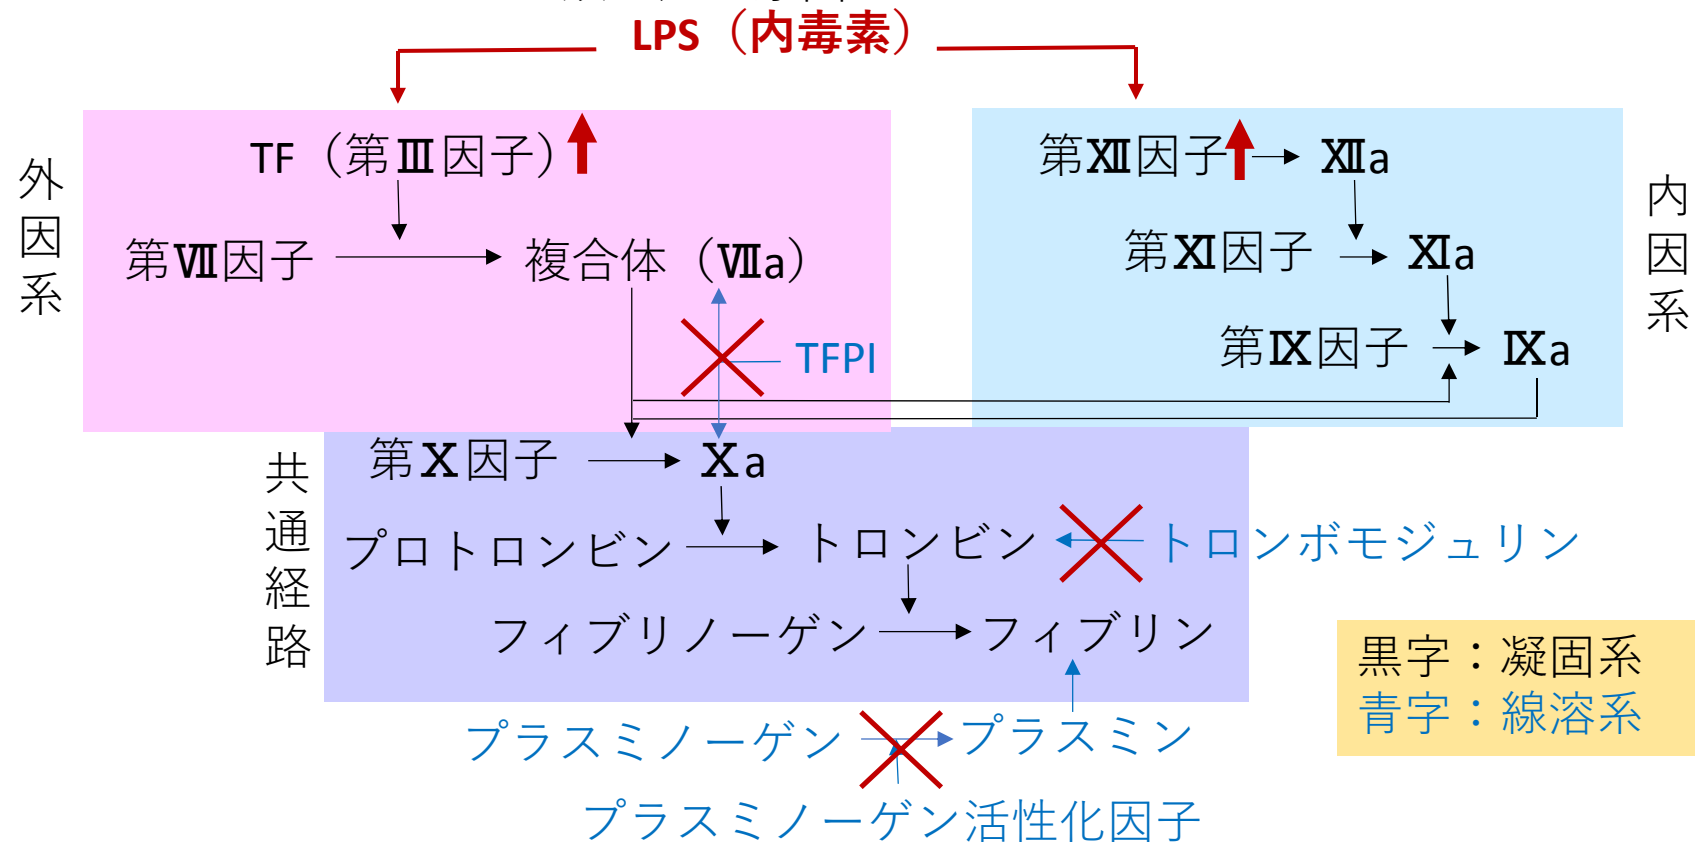 LPS（内毒素）
外因系
TF（第Ⅲ因子）
第Ⅶ因子
複合体（Ⅶa）
TFPI
内因系
第Ⅻ因子
Ⅻa
第Ⅺ因子
Ⅺa
第Ⅸ因子
Ⅸa
共通経路
第Ⅹ因子
Ⅹa
プロトロンビン
トロンビン
トロンボモジュリン
フィブリノーゲン
フィブリン
プラスミノーゲン
プラスミン
プラスミノーゲン活性化因子
黒字：凝固系
青字：線溶系